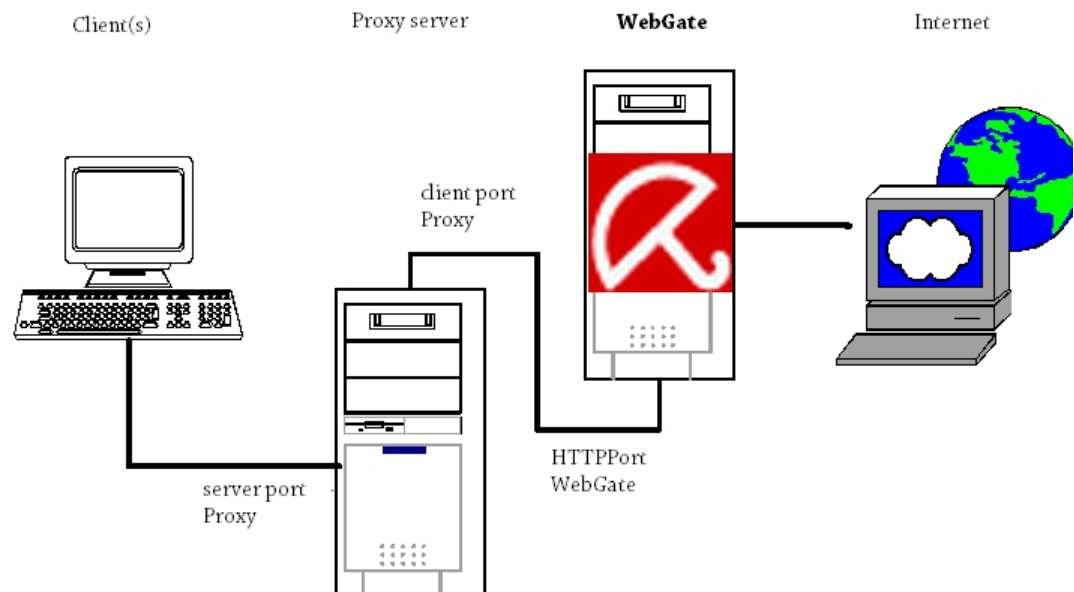 Client(s)
Proxy server
WebGate
Internet
client port
Proxy
HTTPPort
WebGate
server port
Proxy